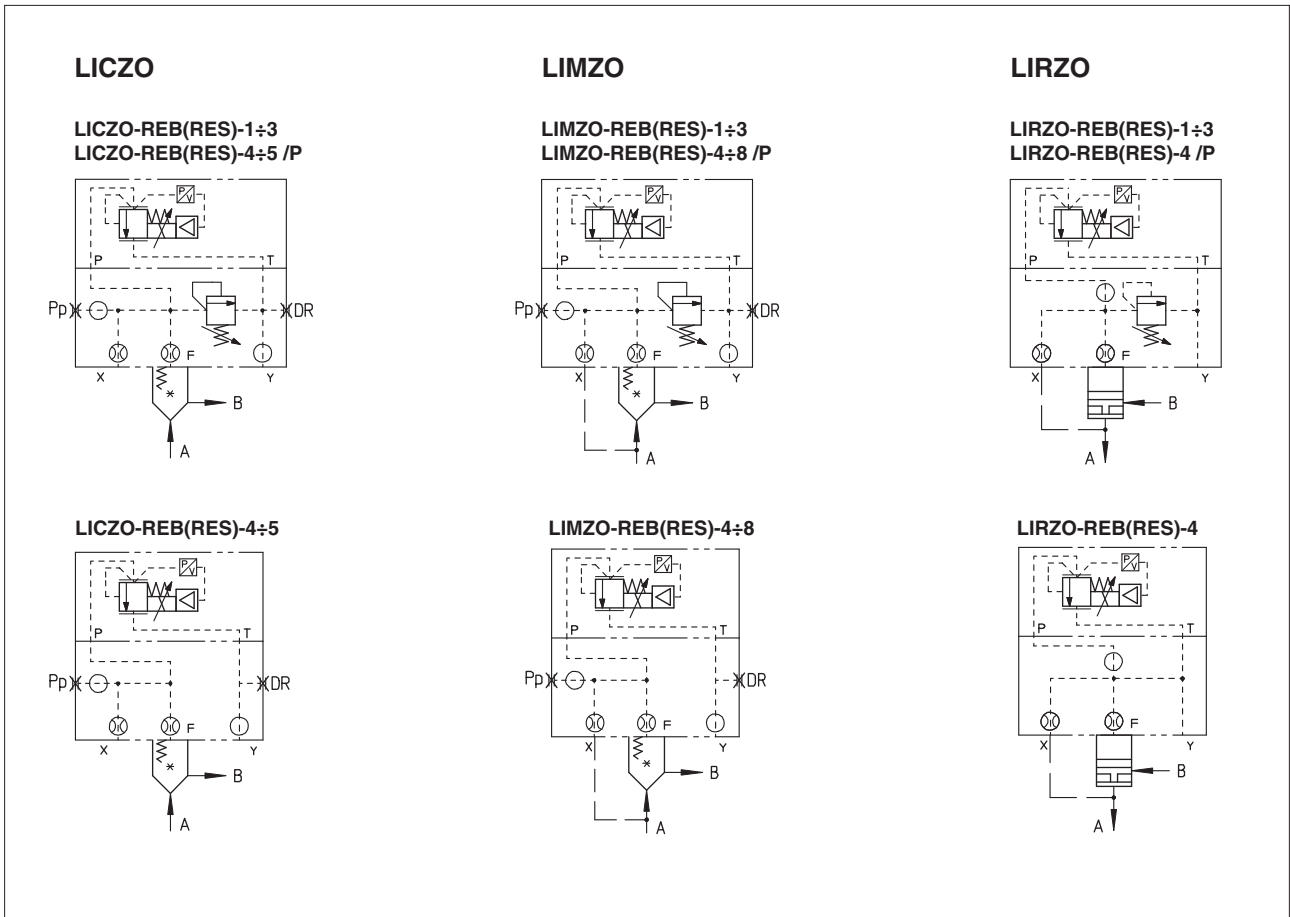 LICZO
LICZO-REB(RES)-1÷3
LICZO-REB(RES)-4÷5 /P
P/V
P
T
Pp
DR
X
F
Y
B
A
LIMZO
LIMZO-REB(RES)-1÷3
LIMZO-REB(RES)-4÷8 /P
P/V
P
T
Pp
DR
X
F
Y
B
A
LIRZO
LIRZO-REB(RES)-1÷3
LIRZO-REB(RES)-4 /P
P/V
P
T
X
F
Y
B
A
LICZO-REB(RES)-4÷5
P/V
P
T
Pp
DR
X
F
Y
B
A
LIMZO-REB(RES)-4÷8
P/V
P
T
Pp
DR
X
F
Y
B
A
LIRZO-REB(RES)-4
P/V
P
T
X
F
Y
B
A